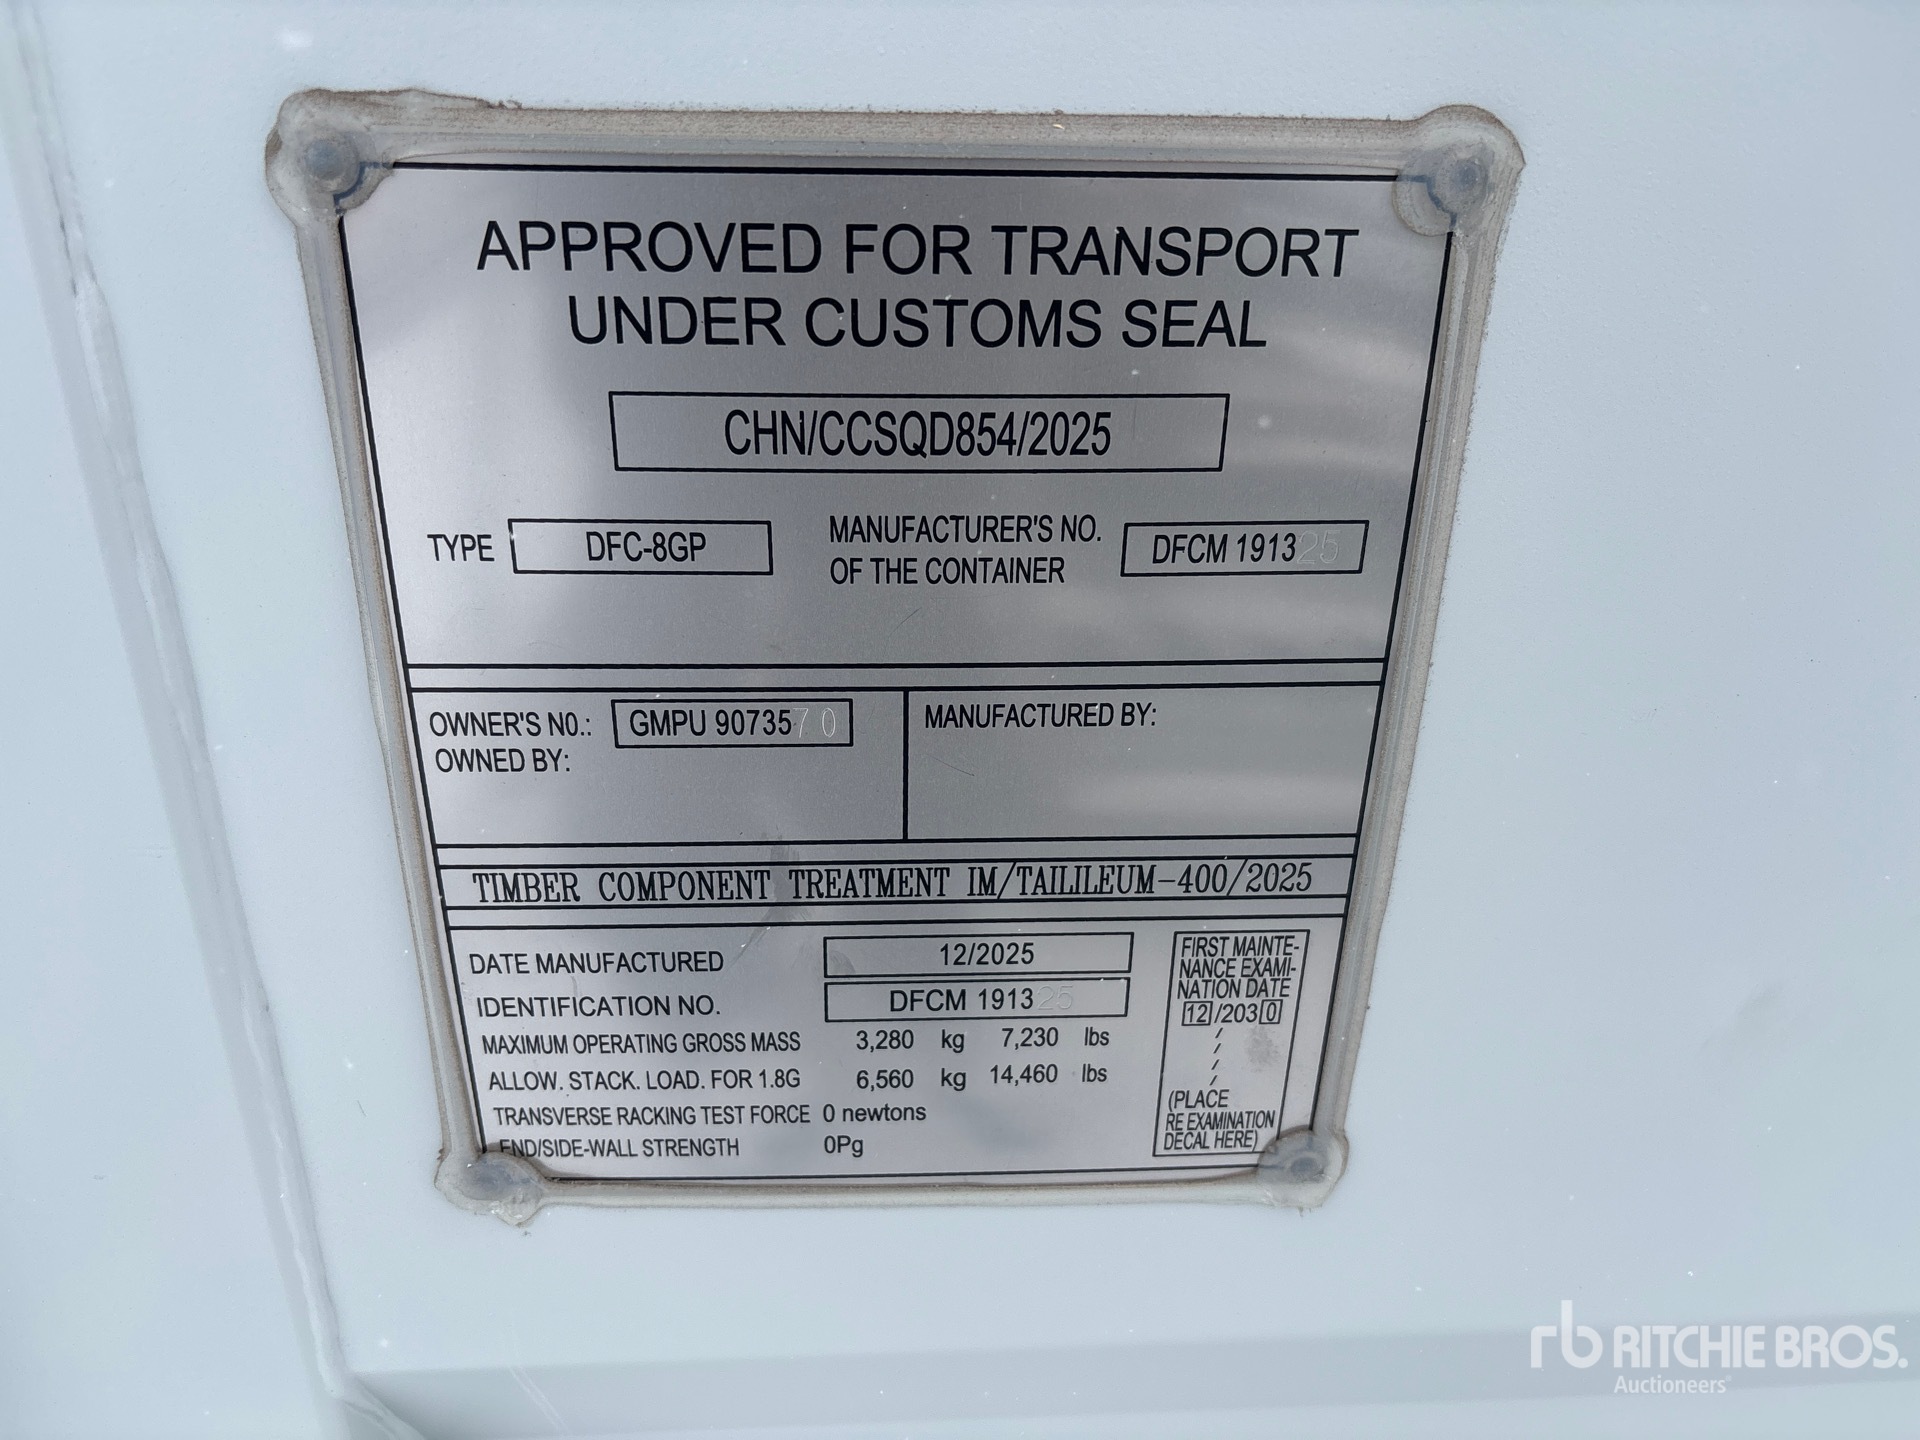 APPROVED FOR TRANSPORT
UNDER CUSTOMS SEAL
CHN/CCSQD854/2025
TYPE DFC-8GP MANUFACTURER'S NO. OF THE CONTAINER DFCM 191325
OWNER'S N0.: GMPU 907357 0
OWNED BY:
MANUFACTURED BY:
TIMBER COMPONENT TREATMENT IM/TAILILEUM-400/2025
DATE MANUFACTURED 12/2025
IDENTIFICATION NO. DFCM 191325
MAXIMUM OPERATING GROSS MASS 3,280 kg 7,230 lbs
ALLOW. STACK. LOAD. FOR 1.8G 6,560 kg 14,460 lbs
TRANSVERSE RACKING TEST FORCE 0 newtons
END/SIDE-WALL STRENGTH 0Pg
FIRST MAINTE-
NANCE EXAMI-
NATION DATE
12/2030
/
/
/
/
(PLACE
RE EXAMINATION
DECAL HERE)
rb RITCHIE BROS.
Auctioneers